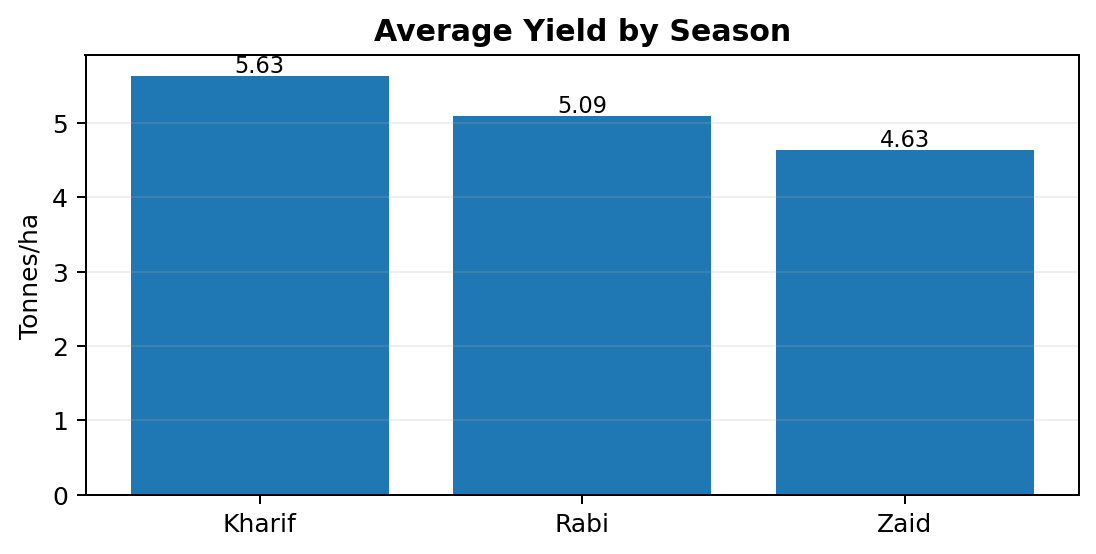 Average Yield by Season
5.63
5.09
4.63
Tonnes/ha
5
4
3
2
1
0
Kharif
Rabi
Zaid